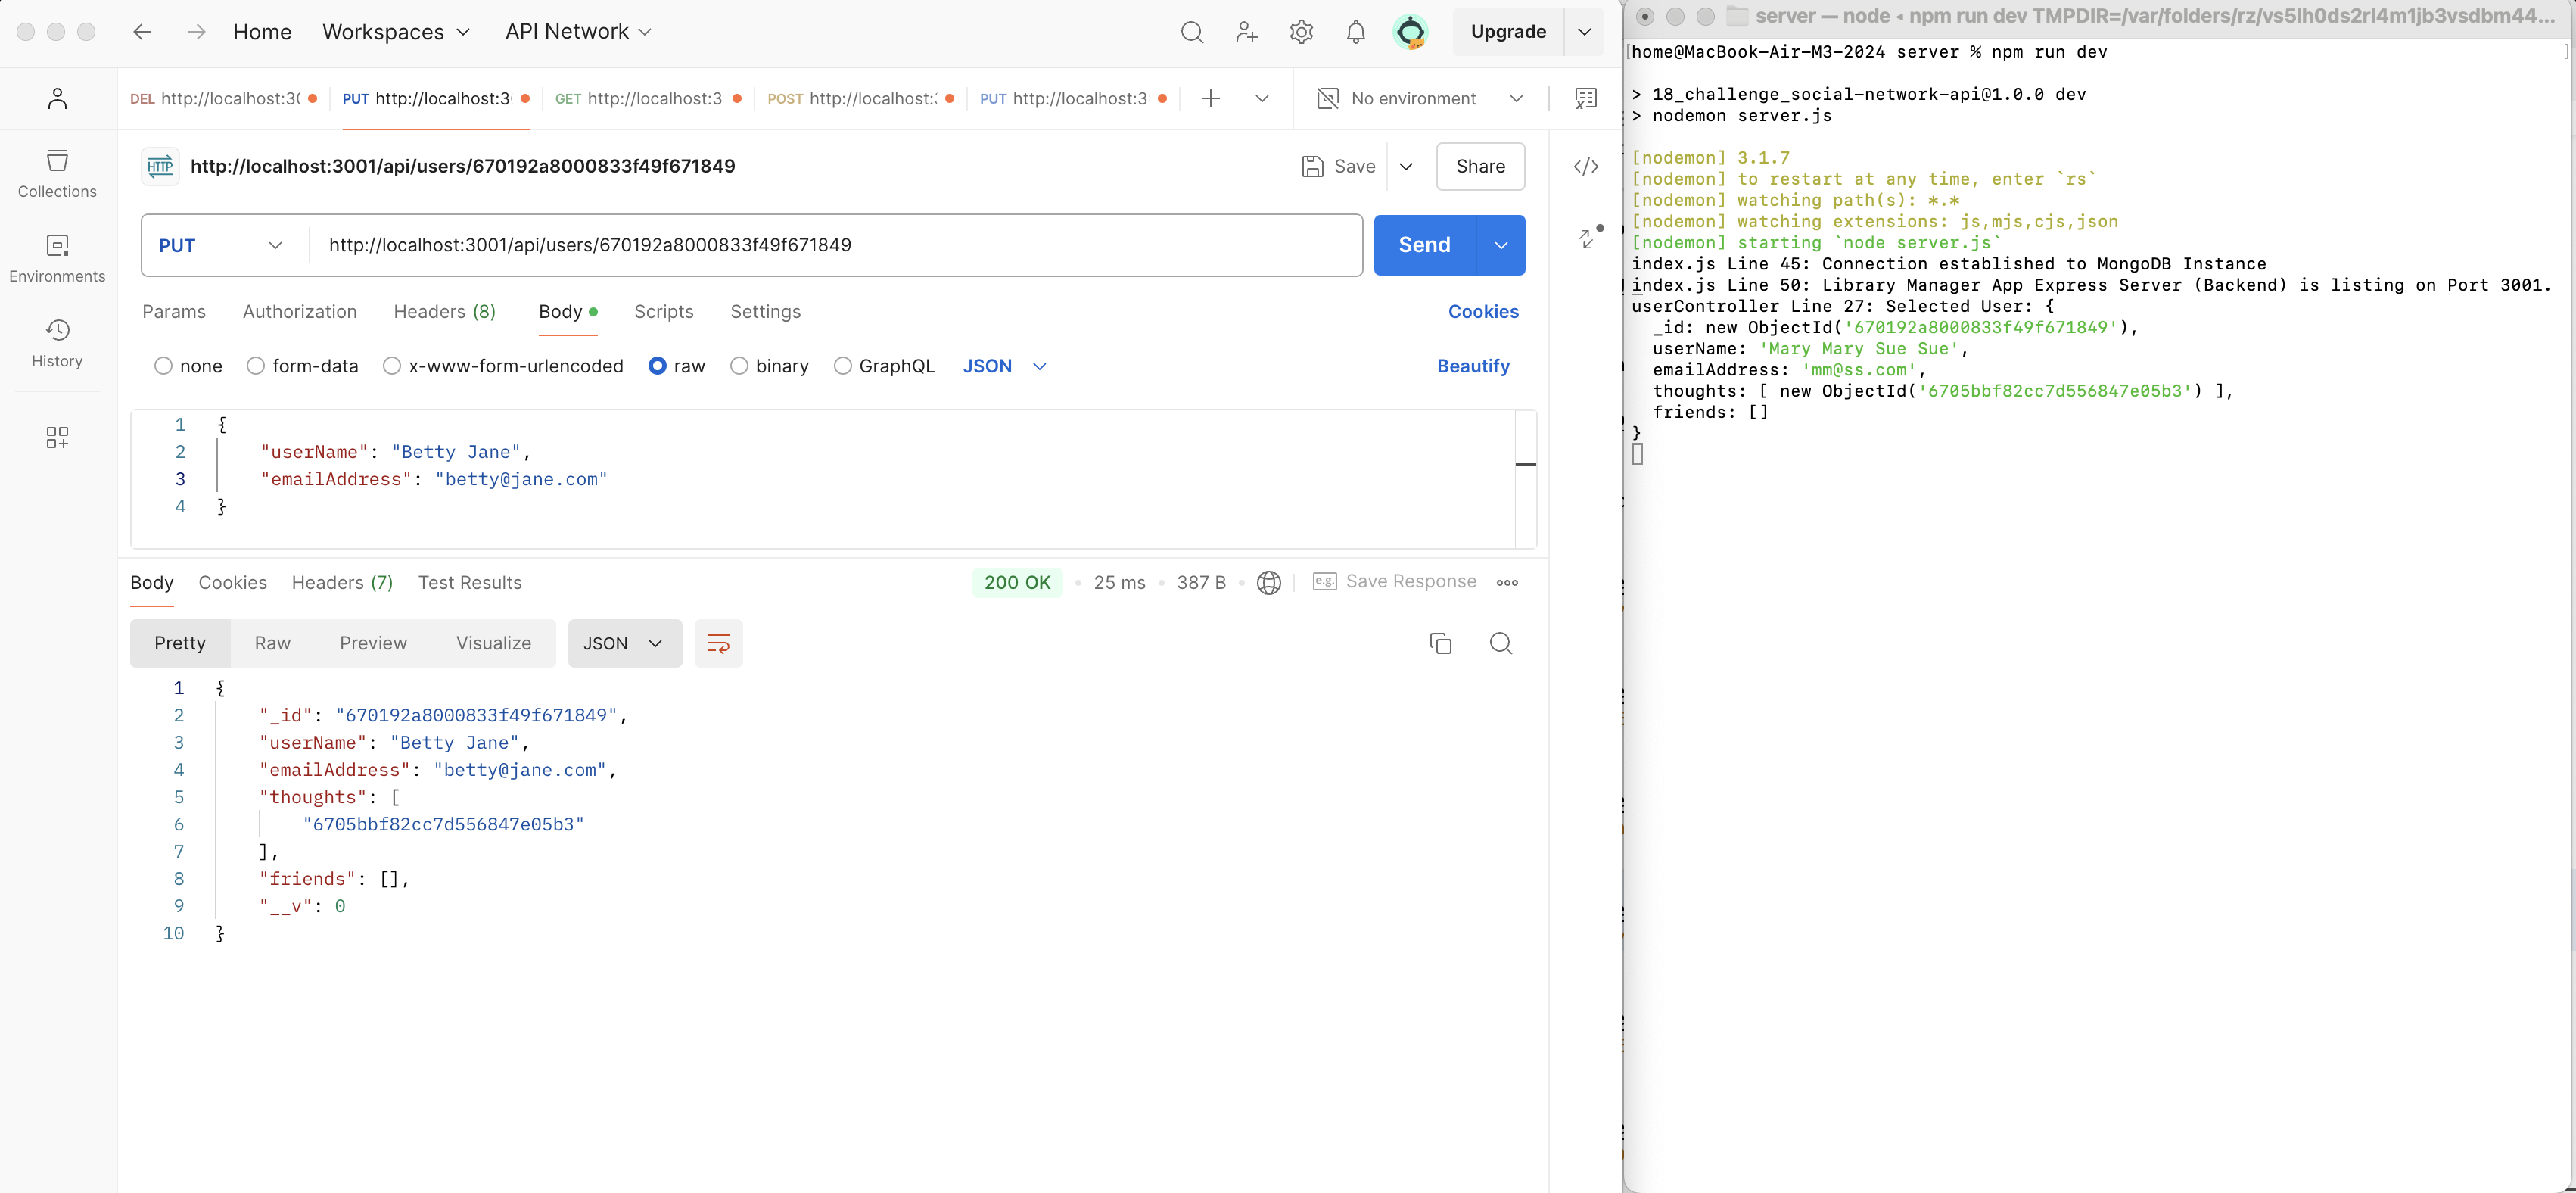 Home Workspaces API Network Upgrade
DEL http://localhost:30 PUT http://localhost:3 GET http://localhost:3 POST http://localhost: PUT http://localhost:3 No environment
Collections
Environments
History
HTTP http://localhost:3001/api/users/670192a8000833f49f671849 Save Share
PUT http://localhost:3001/api/users/670192a8000833f49f671849 Send
Params Authorization Headers (8) Body Scripts Settings Cookies
none form-data x-www-form-urlencoded raw binary GraphQL JSON Beautify
1 {
2 "userName": "Betty Jane",
3 "emailAddress": "betty@jane.com"
4 }
Body Cookies Headers (7) Test Results 200 OK 25 ms 387 B e.g. Save Response
Pretty Raw Preview Visualize JSON
1 {
2 "_id": "670192a8000833f49f671849",
3 "userName": "Betty Jane",
4 "emailAddress": "betty@jane.com",
5 "thoughts": [
6 "6705bbf82cc7d556847e05b3"
7 ],
8 "friends": [],
9 "__v": 0
10 }
server — node ◂ npm run dev TMPDIR=/var/folders/rz/vs5lh0ds2rl4m1jb3vsdbm44...
[home@MacBook-Air-M3-2024 server % npm run dev ]
> 18_challenge_social-network-api@1.0.0 dev
> nodemon server.js
[nodemon] 3.1.7
[nodemon] to restart at any time, enter `rs`
[nodemon] watching path(s): *.*
[nodemon] watching extensions: js,mjs,cjs,json
[nodemon] starting `node server.js`
index.js Line 45: Connection established to MongoDB Instance
index.js Line 50: Library Manager App Express Server (Backend) is listing on Port 3001.
userController Line 27: Selected User: {
_id: new ObjectId('670192a8000833f49f671849'),
userName: 'Mary Mary Sue Sue',
emailAddress: 'mm@ss.com',
thoughts: [ new ObjectId('6705bbf82cc7d556847e05b3') ],
friends: []
}